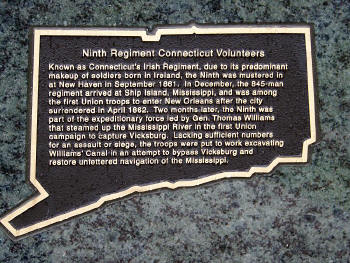 Ninth Regiment Connecticut Volunteers
Known as Connecticut's Irish Regiment, due to its predominant
makeup of soldiers born in Ireland, the Ninth was mustered in
at New Haven in September 1861. In December, the 845-man
regiment arrived at Ship Island, Mississippi, and was among
the first Union troops to enter New Orleans after the city
surrendered in April 1862. Two months later, the Ninth was
part of the expeditionary force led by Gen. Thomas Williams
that steamed up the Mississippi River in the first Union
campaign to capture Vicksburg. Lacking sufficient numbers
for an assault or siege, the troops were put to work excavating
Williams' Canal in an attempt to bypass Vicksburg and
restore unfettered navigation of the Mississippi.